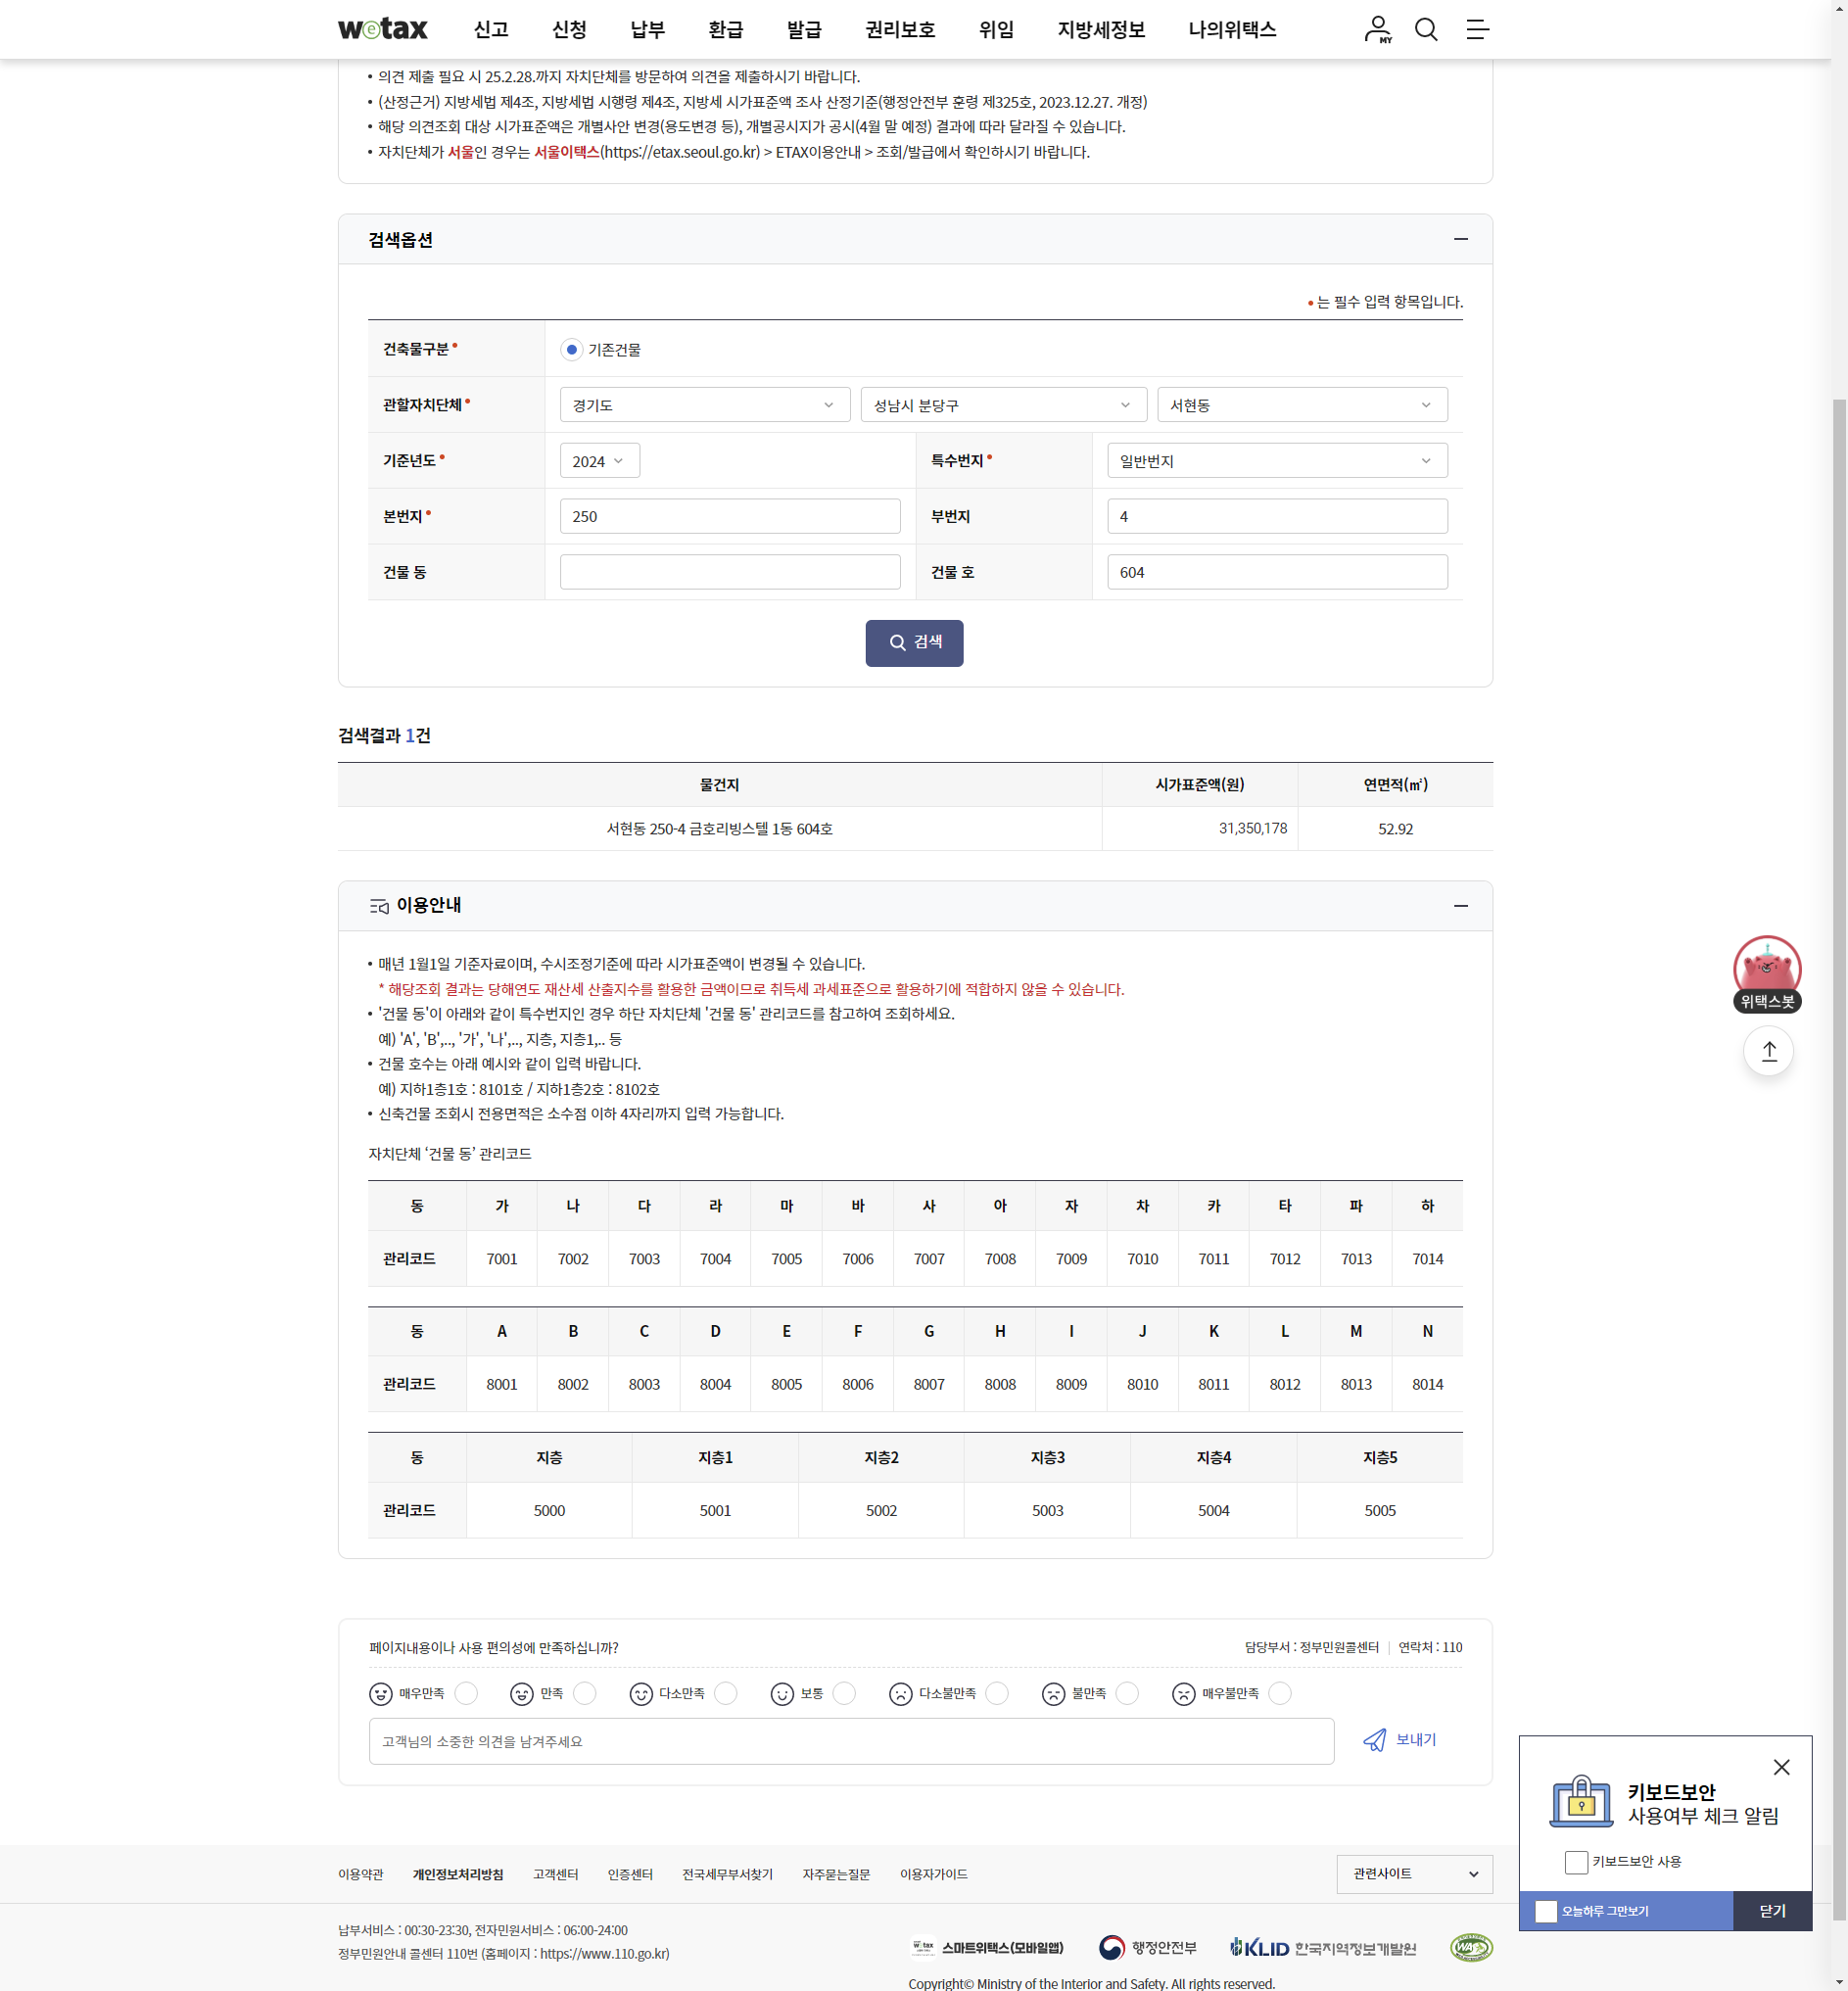 wetax 신고 신청 납부 환급 발급 권리보호 위임 지방세정보 나의위택스 MY
• 의견 제출 필요 시 25.2.28.까지 자치단체를 방문하여 의견을 제출하시기 바랍니다.
• (산정근거) 지방세법 제4조, 지방세법 시행령 제4조, 지방세 시가표준액 조사 산정기준(행정안전부 훈령 제325호, 2023.12.27. 개정)
• 해당 의견조회 대상 시가표준액은 개별사안 변경(용도변경 등), 개별공시지가 공시(4월 말 예정) 결과에 따라 달라질 수 있습니다.
• 자치단체가 서울인 경우는 서울이택스(https://etax.seoul.go.kr) > ETAX이용안내 > 조회/발급에서 확인하시기 바랍니다.
검색옵션
• 는 필수 입력 항목입니다.
건축물구분• 기존건물
관할자치단체• 경기도 성남시 분당구 서현동
기준년도• 2024 특수번지• 일반번지
본번지• 250 부번지 4
건물 동 건물 호 604
검색
검색결과 1건
물건지 시가표준액(원) 연면적(㎡)
서현동 250-4 금호리빙스텔 1동 604호 31,350,178 52.92
이용안내
• 매년 1월1일 기준자료이며, 수시조정기준에 따라 시가표준액이 변경될 수 있습니다.
* 해당조회 결과는 당해연도 재산세 산출지수를 활용한 금액이므로 취득세 과세표준으로 활용하기에 적합하지 않을 수 있습니다.
• '건물 동'이 아래와 같이 특수번지인 경우 하단 자치단체 '건물 동' 관리코드를 참고하여 조회하세요.
예) 'A', 'B',.., '가', '나',.., 지층, 지층1,.. 등
• 건물 호수는 아래 예시와 같이 입력 바랍니다.
예) 지하1층1호 : 8101호 / 지하1층2호 : 8102호
• 신축건물 조회시 전용면적은 소수점 이하 4자리까지 입력 가능합니다.
위택스봇
자치단체 ‘건물 동’ 관리코드
동 가 나 다 라 마 바 사 아 자 차 카 타 파 하
관리코드 7001 7002 7003 7004 7005 7006 7007 7008 7009 7010 7011 7012 7013 7014
동 A B C D E F G H I J K L M N
관리코드 8001 8002 8003 8004 8005 8006 8007 8008 8009 8010 8011 8012 8013 8014
동 지층 지층1 지층2 지층3 지층4 지층5
관리코드 5000 5001 5002 5003 5004 5005
페이지내용이나 사용 편의성에 만족하십니까? 담당부서 : 정부민원콜센터 | 연락처 : 110
매우만족 만족 다소만족 보통 다소불만족 불만족 매우불만족
고객님의 소중한 의견을 남겨주세요 보내기
키보드보안
사용여부 체크 알림
키보드보안 사용
오늘하루 그만보기 닫기
이용약관 개인정보처리방침 고객센터 인증센터 전국세무부서찾기 자주묻는질문 이용자가이드 관련사이트
납부서비스 : 00:30-23:30, 전자민원서비스 : 06:00-24:00
정부민원안내 콜센터 110번 (홈페이지 : https://www.110.go.kr)
스마트위택스(모바일앱) 행정안전부 KLID 한국지역정보개발원 WA
Copyright© Ministry of the Interior and Safety. All rights reserved.